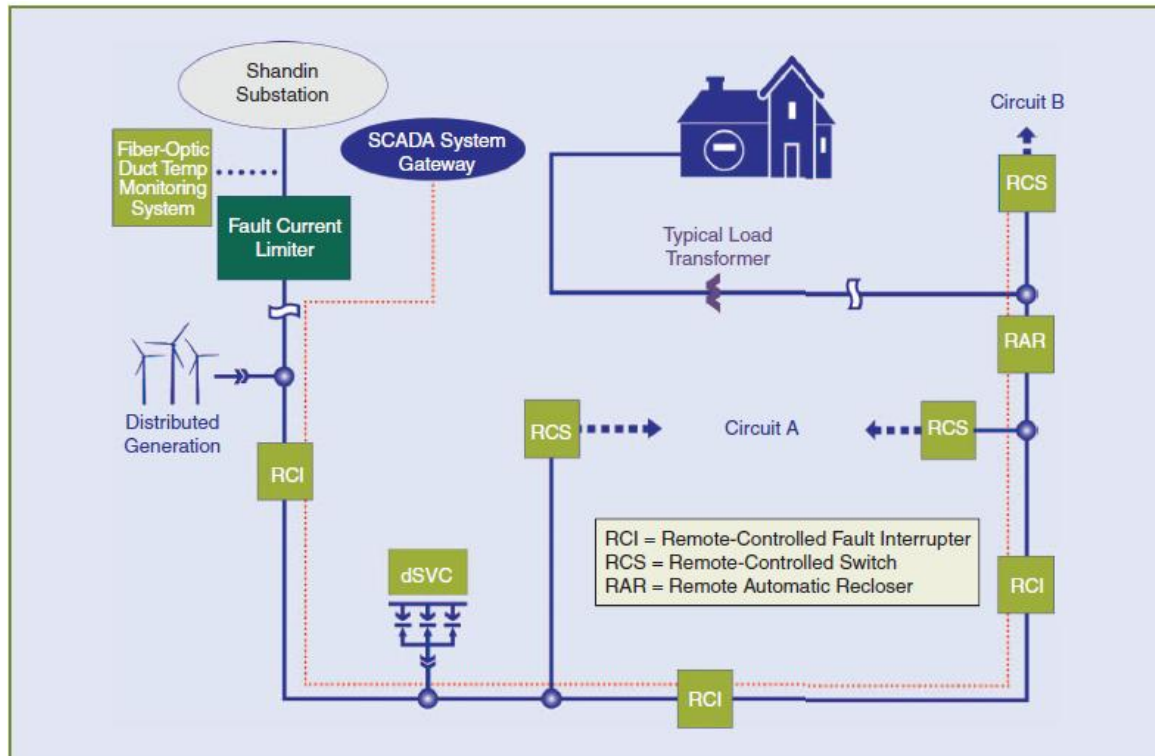 Shandin
Substation
Fiber-Optic
Duct Temp
Monitoring
System
SCADA System
Gateway
Fault Current
Limiter
Circuit B
RCS
Typical Load
Transformer
RAR
Distributed
Generation
RCS
Circuit A
RCS
RCI
RCI = Remote-Controlled Fault Interrupter
RCS = Remote-Controlled Switch
RAR = Remote Automatic Recloser
dSVC
RCI
RCI